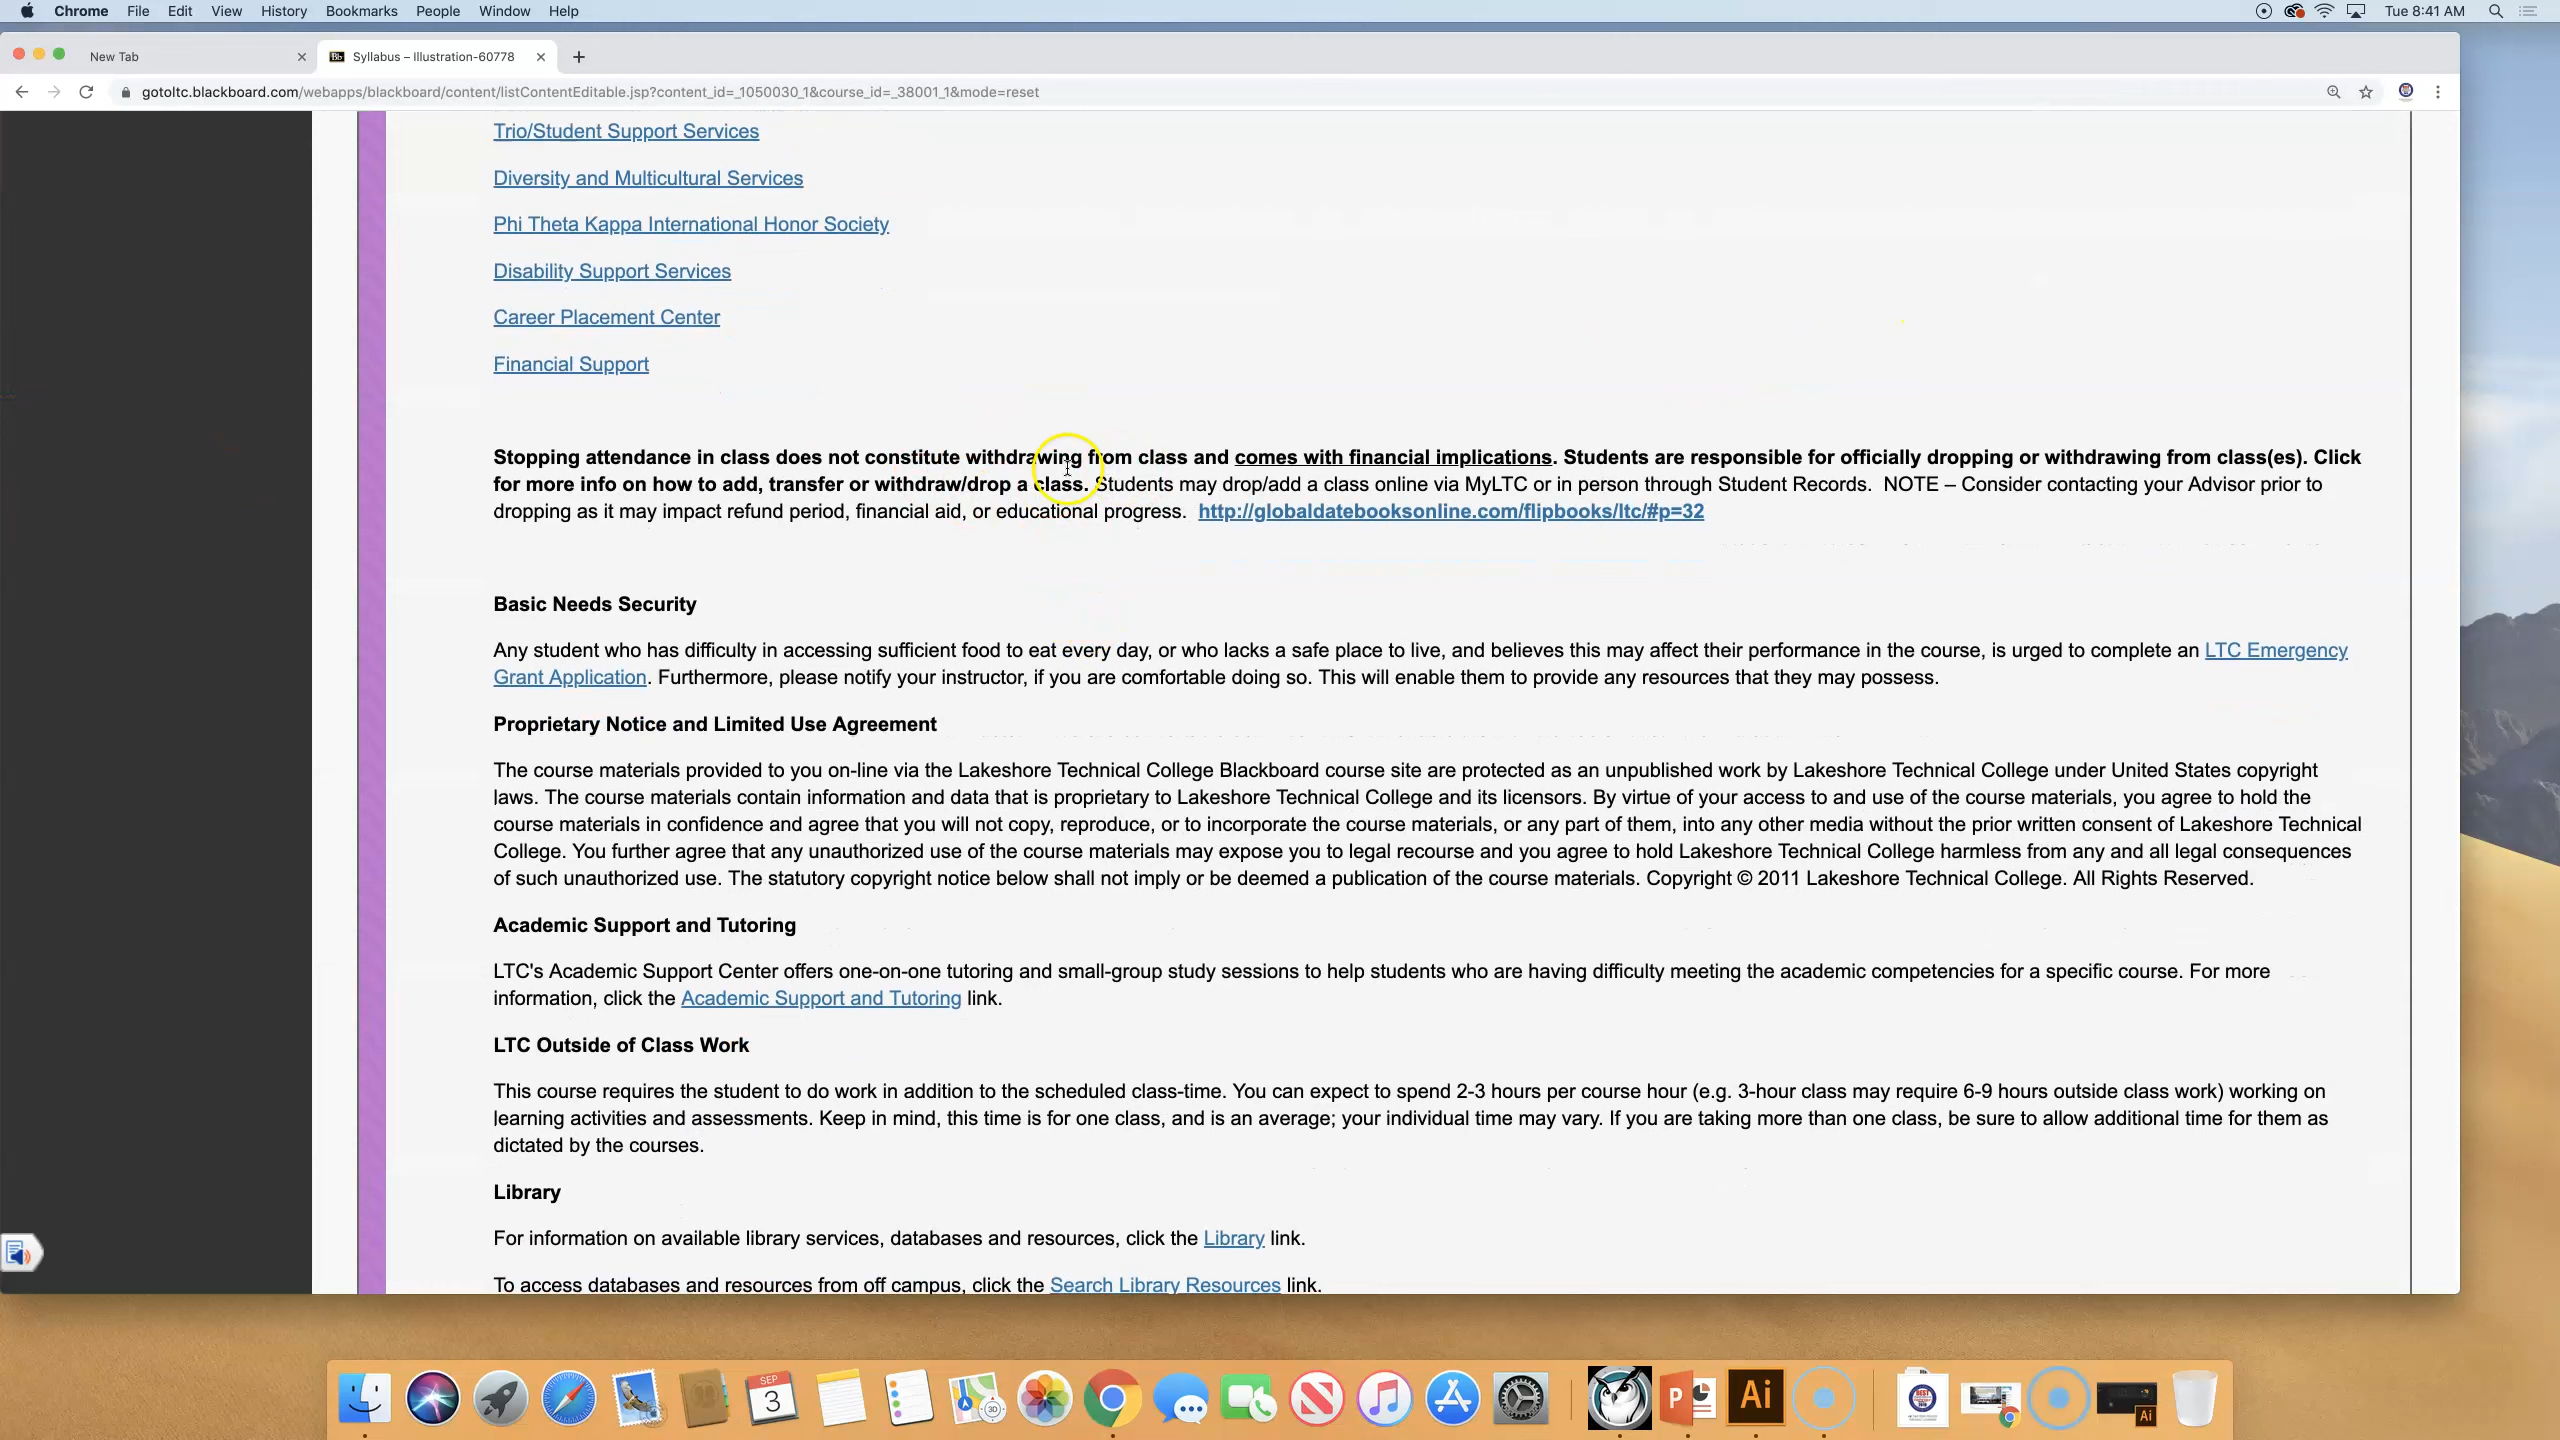 Chrome File Edit View History Bookmarks People Window Help Tue 8:41 AM
New Tab Syllabus – Illustration-60778
gotoltc.blackboard.com/webapps/blackboard/content/listContentEditable.jsp?content_id=_1050030_1&course_id=_38001_1&mode=reset
Trio/Student Support Services
Diversity and Multicultural Services
Phi Theta Kappa International Honor Society
Disability Support Services
Career Placement Center
Financial Support
Stopping attendance in class does not constitute withdrawing from class and comes with financial implications. Students are responsible for officially dropping or withdrawing from class(es). Click
for more info on how to add, transfer or withdraw/drop a class. Students may drop/add a class online via MyLTC or in person through Student Records. NOTE – Consider contacting your Advisor prior to
dropping as it may impact refund period, financial aid, or educational progress. http://globaldatebooksonline.com/flipbooks/ltc/#p=32
Basic Needs Security
Any student who has difficulty in accessing sufficient food to eat every day, or who lacks a safe place to live, and believes this may affect their performance in the course, is urged to complete an LTC Emergency
Grant Application. Furthermore, please notify your instructor, if you are comfortable doing so. This will enable them to provide any resources that they may possess.
Proprietary Notice and Limited Use Agreement
The course materials provided to you on-line via the Lakeshore Technical College Blackboard course site are protected as an unpublished work by Lakeshore Technical College under United States copyright
laws. The course materials contain information and data that is proprietary to Lakeshore Technical College and its licensors. By virtue of your access to and use of the course materials, you agree to hold the
course materials in confidence and agree that you will not copy, reproduce, or to incorporate the course materials, or any part of them, into any other media without the prior written consent of Lakeshore Technical
College. You further agree that any unauthorized use of the course materials may expose you to legal recourse and you agree to hold Lakeshore Technical College harmless from any and all legal consequences
of such unauthorized use. The statutory copyright notice below shall not imply or be deemed a publication of the course materials. Copyright © 2011 Lakeshore Technical College. All Rights Reserved.
Academic Support and Tutoring
LTC's Academic Support Center offers one-on-one tutoring and small-group study sessions to help students who are having difficulty meeting the academic competencies for a specific course. For more
information, click the Academic Support and Tutoring link.
LTC Outside of Class Work
This course requires the student to do work in addition to the scheduled class-time. You can expect to spend 2-3 hours per course hour (e.g. 3-hour class may require 6-9 hours outside class work) working on
learning activities and assessments. Keep in mind, this time is for one class, and is an average; your individual time may vary. If you are taking more than one class, be sure to allow additional time for them as
dictated by the courses.
Library
For information on available library services, databases and resources, click the Library link.
To access databases and resources from off campus, click the Search Library Resources link.
SEP
3
3D
P
Ai
Ai